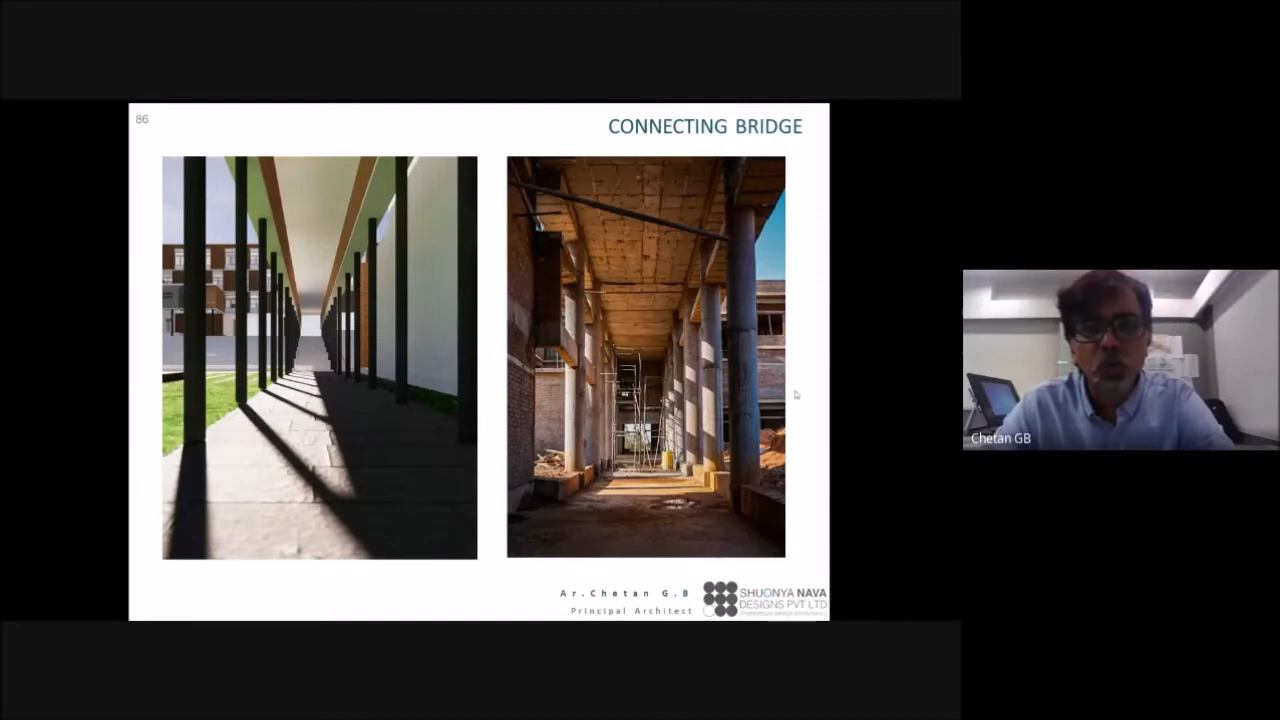 86
CONNECTING BRIDGE
Ar.Chetan G.B
Principal Architect
SHUONYA NAVA
DESIGNS PVT LTD
Chetan GB